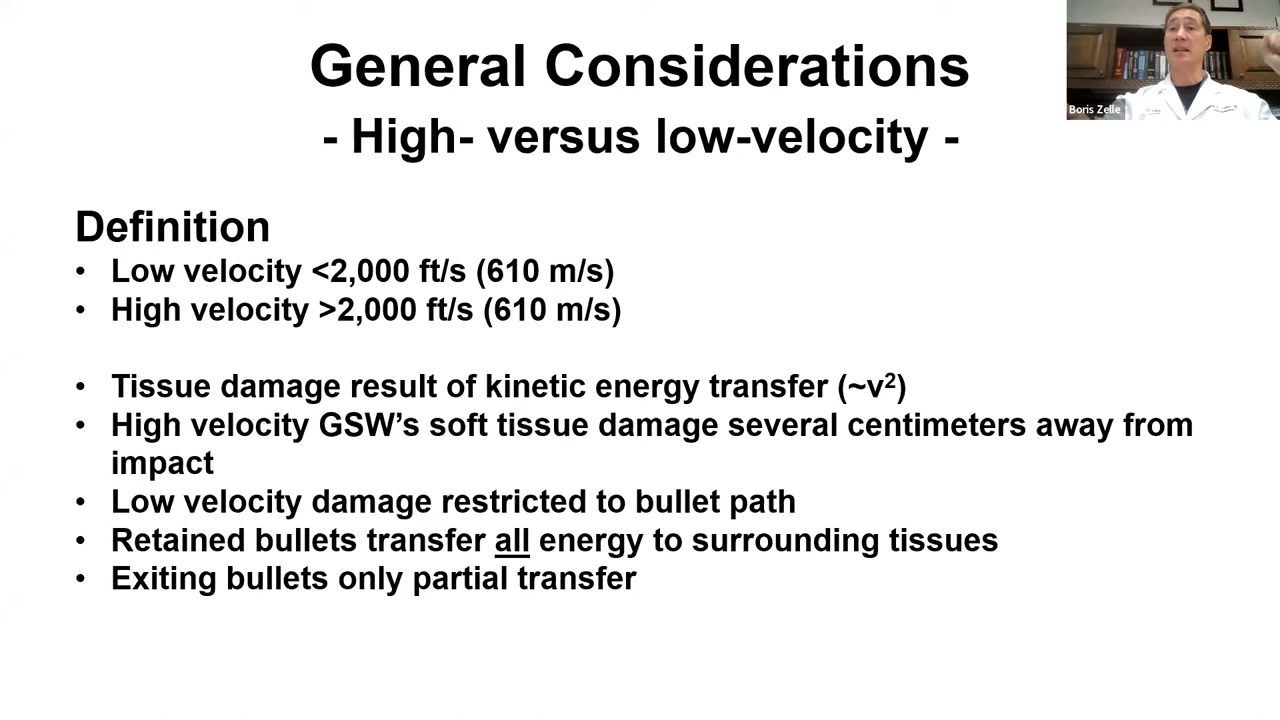 General Considerations
- High- versus low-velocity -
Boris Zelle
Definition
• Low velocity <2,000 ft/s (610 m/s)
• High velocity >2,000 ft/s (610 m/s)
• Tissue damage result of kinetic energy transfer (~v²)
• High velocity GSW’s soft tissue damage several centimeters away from
impact
• Low velocity damage restricted to bullet path
• Retained bullets transfer all energy to surrounding tissues
• Exiting bullets only partial transfer